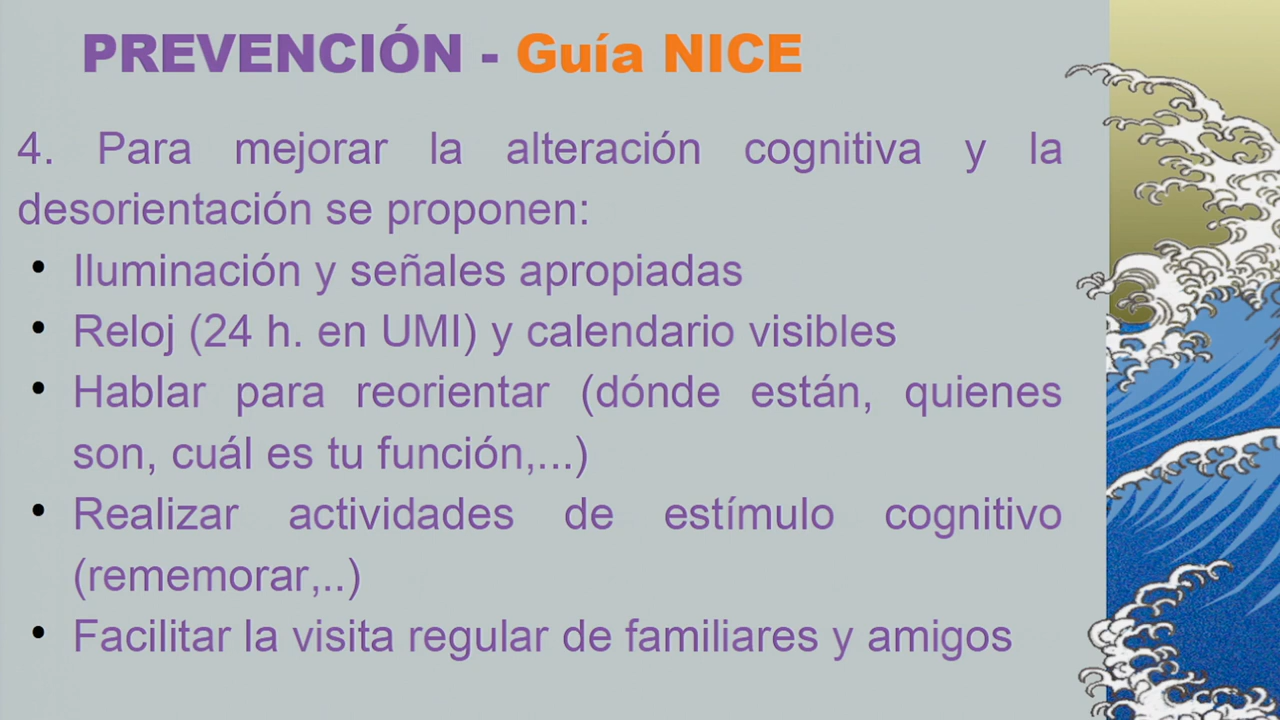 PREVENCIÓN - Guía NICE
4. Para mejorar la alteración cognitiva y la
desorientación se proponen:
• Iluminación y señales apropiadas
• Reloj (24 h. en UMI) y calendario visibles
• Hablar para reorientar (dónde están, quienes
son, cuál es tu función,...)
• Realizar actividades de estímulo cognitivo
(rememorar,..)
• Facilitar la visita regular de familiares y amigos